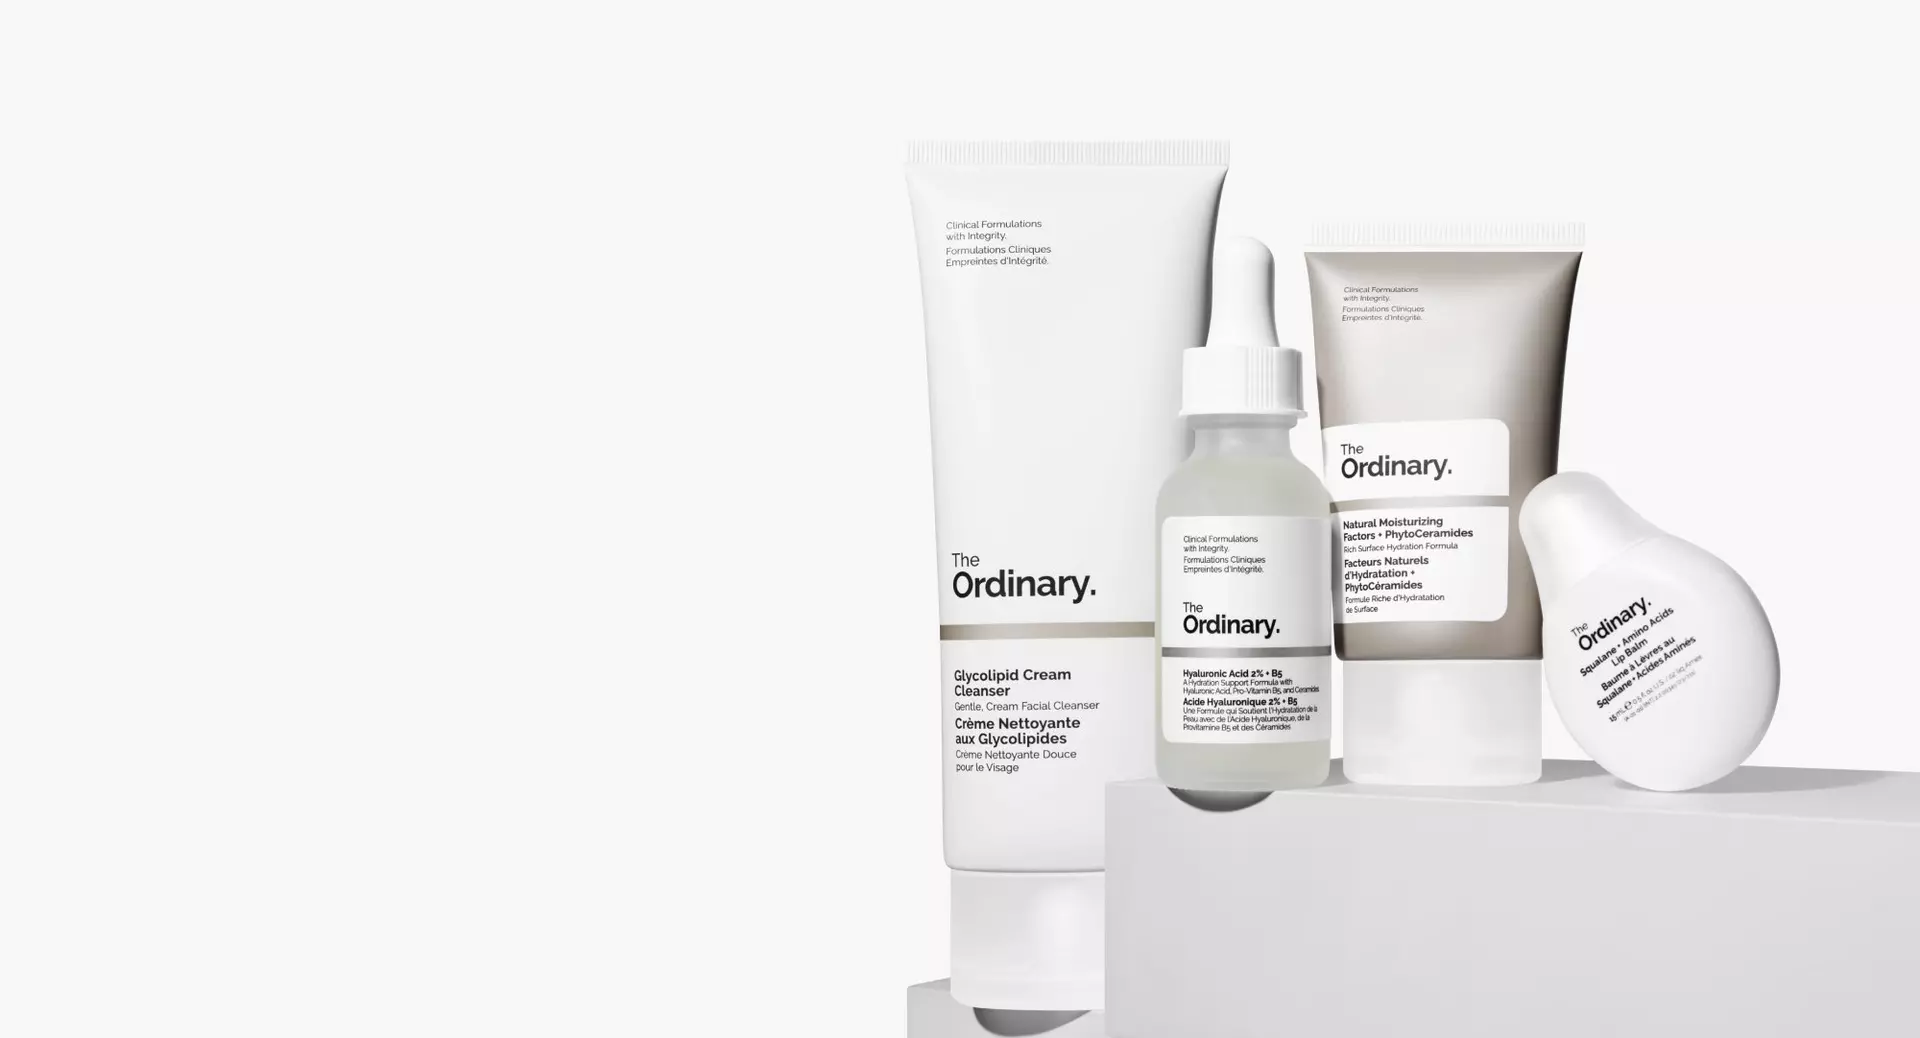 Clinical Formulations
with Integrity.
Formulations Cliniques
Empreintes d'Intégrité.
The
Ordinary.
Glycolipid Cream
Cleanser
Gentle, Cream Facial Cleanser
Crème Nettoyante
aux Glycolipides
Crème Nettoyante Douce
pour le Visage
Clinical Formulations
with Integrity.
Formulations Cliniques
Empreintes d'Intégrité.
The
Ordinary.
Hyaluronic Acid 2% + B5
A Hydration Support Formula with
Hyaluronic Acid, Pro-Vitamin B5, and Ceramides
Acide Hyaluronique 2% + B5
Une Formule qui Soutient l'Hydratation de la
Peau avec de l'Acide Hyaluronique, de la
Provitamine B5 et des Céramides
Clinical Formulations
with Integrity.
Formulations Cliniques
Empreintes d'Intégrité.
The
Ordinary.
Natural Moisturizing
Factors + PhytoCeramides
Rich Surface Hydration Formula
Facteurs Naturels
d'Hydratation +
PhytoCéramides
Formule Riche d'Hydratation
de Surface
The
Ordinary.
Squalane + Amino Acids
Lip Balm
Baume à Lèvres au
Squalane + Acides Aminés
15 mL